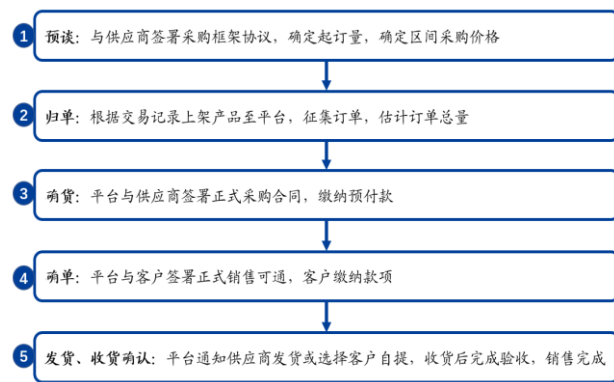 1 预谈：与供应商签署采购框架协议，确定起订量，确定区间采购价格
2 归单：根据交易记录上架产品至平台，征集订单，估计订单总量
3 确货：平台与供应商签署正式采购合同，缴纳预付款
4 确单：平台与客户签署正式销售可通，客户缴纳款项
5 发货、收货确认：平台通知供应商发货或选择客户自提，收货后完成验收，销售完成